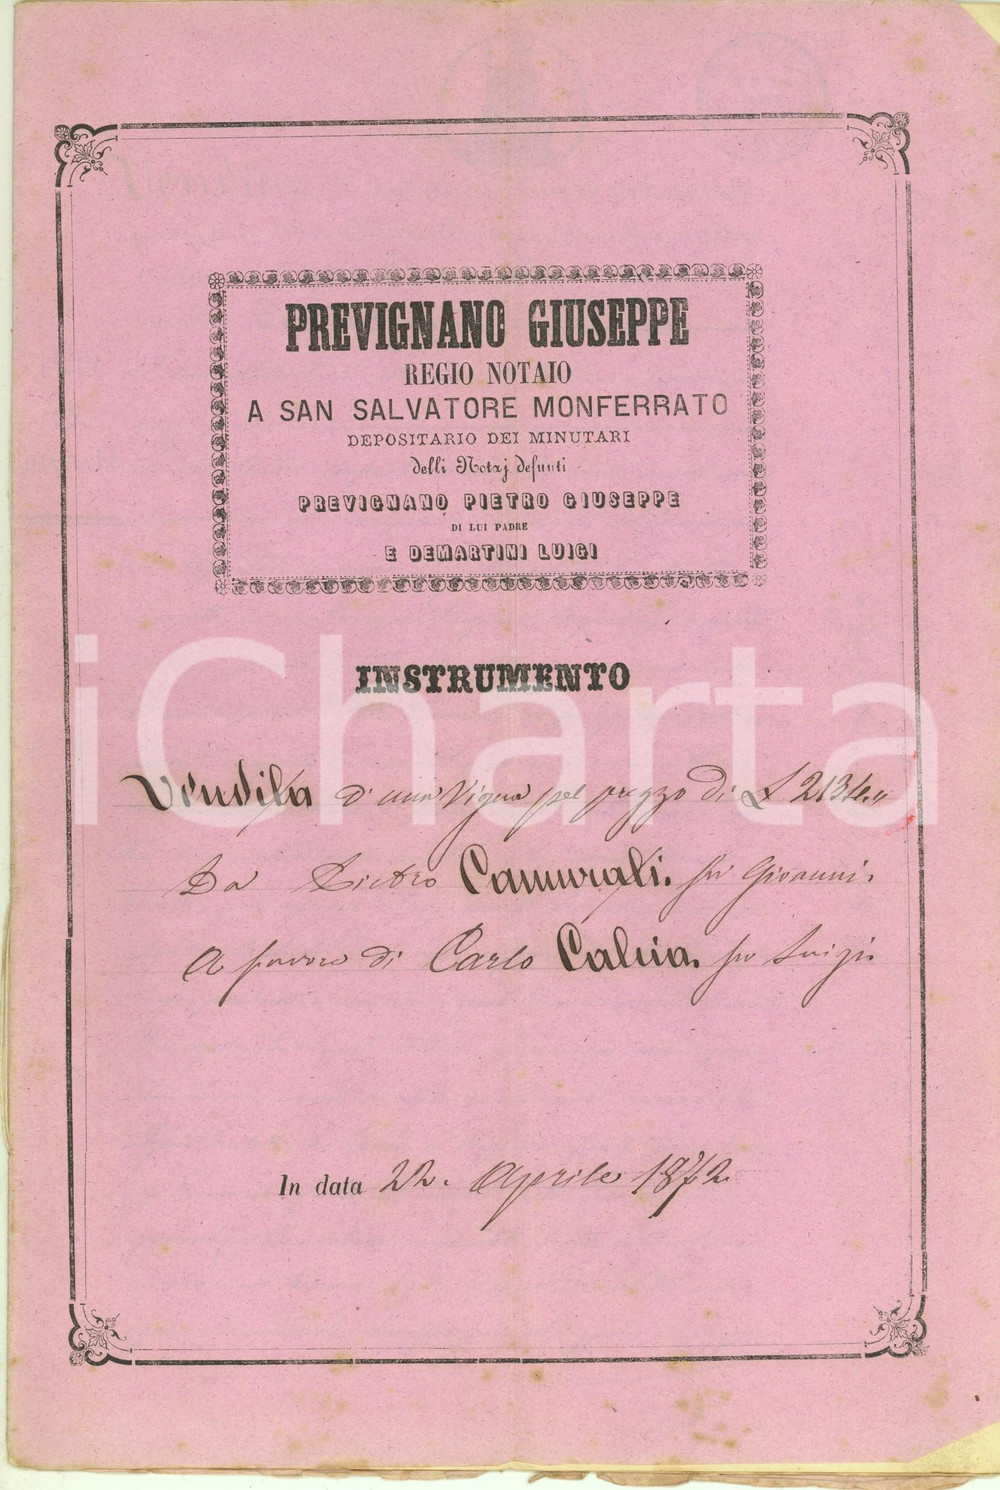 PREVIGNANO GIUSEPPE
REGIO NOTAIO
A SAN SALVATORE MONFERRATO
DEPOSITARIO DEI MINUTARI
delli Notaj defunti
PREVIGNANO PIETRO GIUSEPPE
DI LUI PADRE
E DEMARTINI LUIGI
INSTRUMENTO
iCharta
Vendita d'una Vigna pel prezzo di £ 2134."
Da Pietro Camurati. fu Giovanni.
A favore di Carlo Calvia. fu Luigi.
In data 22. Aprile 1872